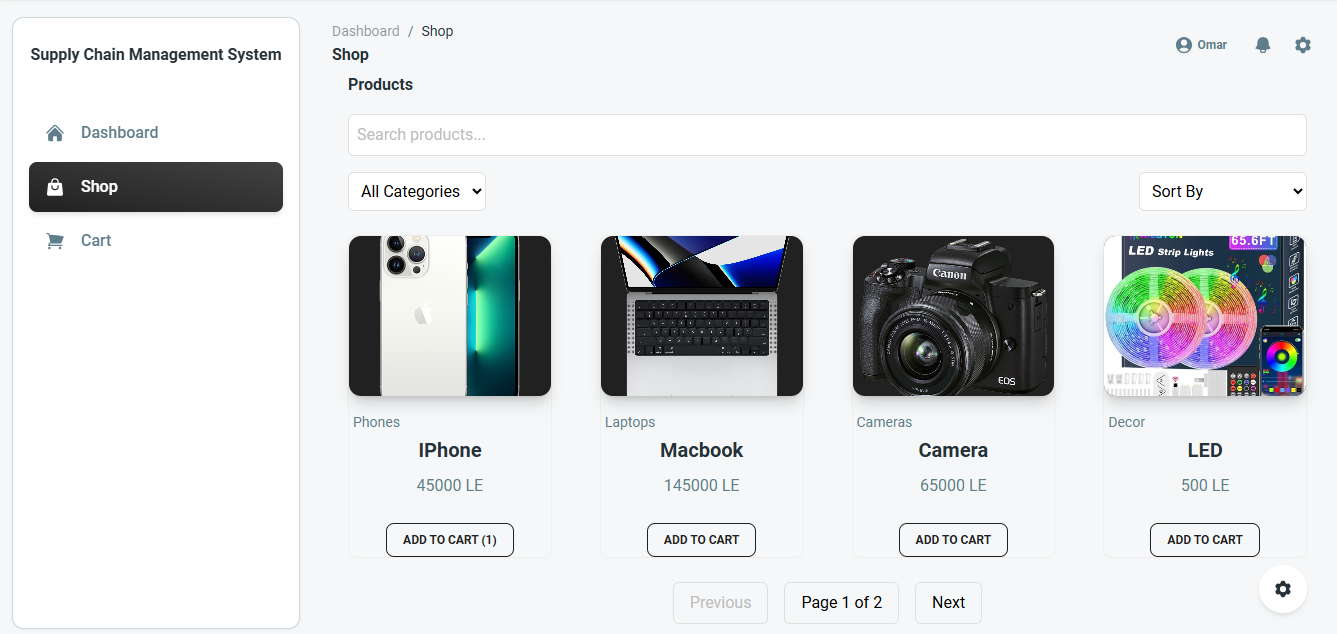 Supply Chain Management System
Dashboard
Shop
Cart
Dashboard / Shop
Shop
Omar
Products
Search products...
All Categories
Sort By
Canon
EOS
65.6FT
LED Strip Lights
Phones
IPhone
45000 LE
ADD TO CART (1)
Laptops
Macbook
145000 LE
ADD TO CART
Cameras
Camera
65000 LE
ADD TO CART
Decor
LED
500 LE
ADD TO CART
Previous
Page 1 of 2
Next